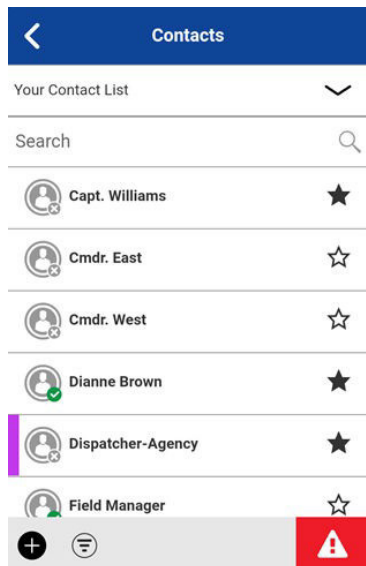 Contacts
Your Contact List
Search
Capt. Williams
Cmdr. East
Cmdr. West
Dianne Brown
Dispatcher-Agency
Field Manager